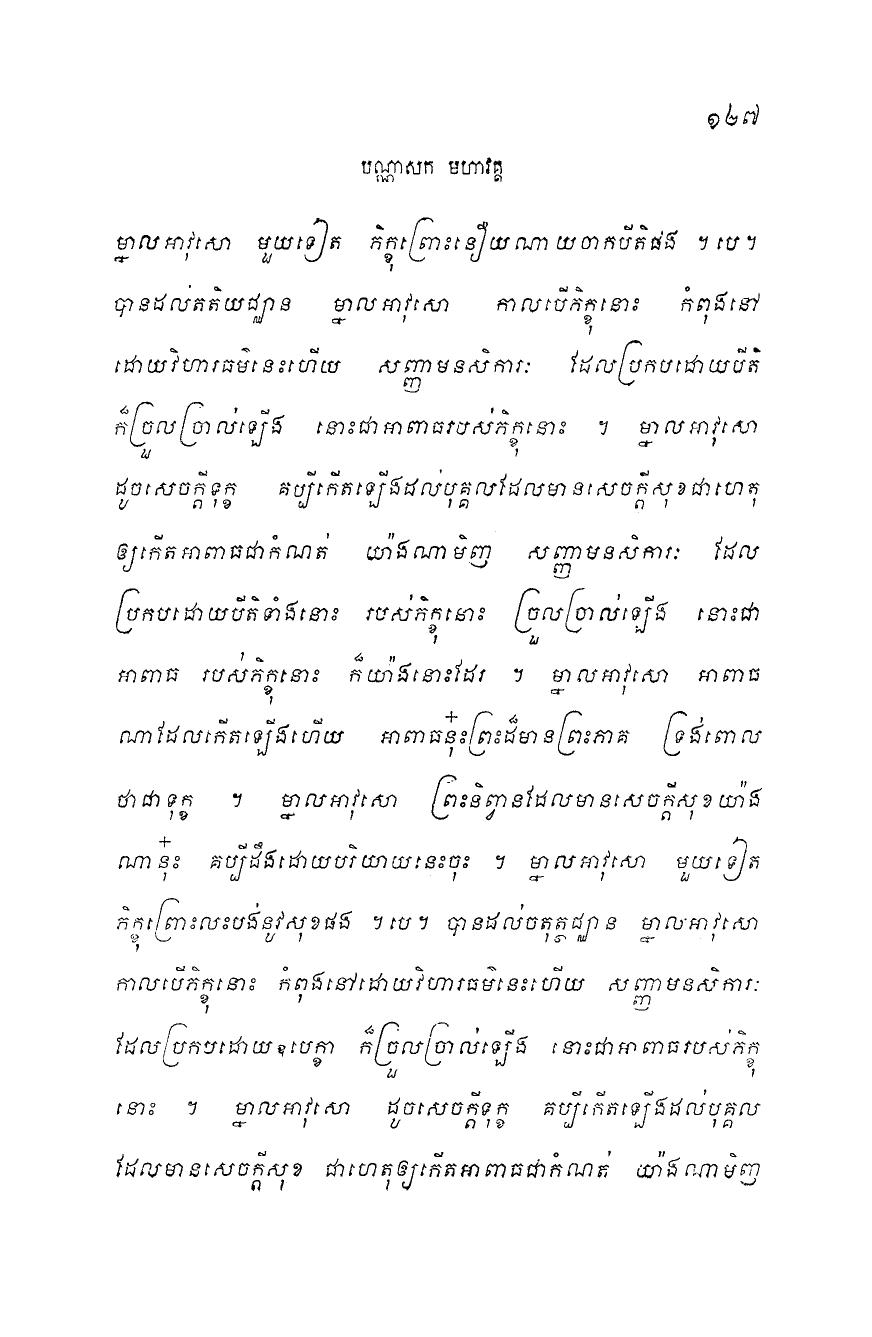 ១២៧
បណ្ណាសក មហាវគ្គ
ម្នាលអាវុសោ មួយទៀត ភិក្ខុព្រោះនឿយណាយចាកបីតិផង ។ បេ ។
បានដល់តតិយជ្ឈាន ម្នាលអាវុសោ កាលបើភិក្ខុនោះ កំពុងនៅ
ដោយវិហារធម៌នេះហើយ សញ្ញាមនសិការៈ ដែលប្រកបដោយបីតិ
ក៏ច្រួលច្រាល់ឡើង នោះជាអាពាធរបស់ភិក្ខុនោះ ។ ម្នាលអាវុសោ
ដូចសេចក្តីទុក្ខ គប្បីកើតឡើងដល់បុគ្គលដែលមានសេចក្តីសុខជាហេតុ
ឲ្យកើតអាពាធជាកំណត់ យ៉ាងណាមិញ សញ្ញាមនសិការៈ ដែល
ប្រកបដោយបីតិទាំងនោះ របស់ភិក្ខុនោះ ច្រួលច្រាល់ឡើង នោះជា
អាពាធ របស់ភិក្ខុនោះ ក៏យ៉ាងនោះដែរ ។ ម្នាលអាវុសោ អាពាធ
ណាដែលកើតឡើងហើយ អាពាធន៎ុះព្រះដ៏មានព្រះភាគ ទ្រង់ពោល
ថាជាទុក្ខ ។ ម្នាលអាវុសោ ព្រះនិព្វានដែលមានសេចក្តីសុខយ៉ាង
ណាន៎ុះ គប្បីដឹងដោយបរិយាយនេះចុះ ។ ម្នាលអាវុសោ មួយទៀត
ភិក្ខុព្រោះលះបង់នូវសុខផង ។ បេ ។ បានដល់ចតុត្ថជ្ឈាន ម្នាលអាវុសោ
កាលបើភិក្ខុនោះ កំពុងនៅដោយវិហារធម៌នេះហើយ សញ្ញាមនសិការៈ
ដែលប្រកបដោយឧបេក្ខា ក៏ច្រួលច្រាល់ឡើង នោះជាអាពាធរបស់ភិក្ខុ
នោះ ។ ម្នាលអាវុសោ ដូចសេចក្តីទុក្ខ គប្បីកើតឡើងដល់បុគ្គល
ដែលមានសេចក្តីសុខ ជាហេតុឲ្យកើតអាពាធជាកំណត់ យ៉ាងណាមិញ